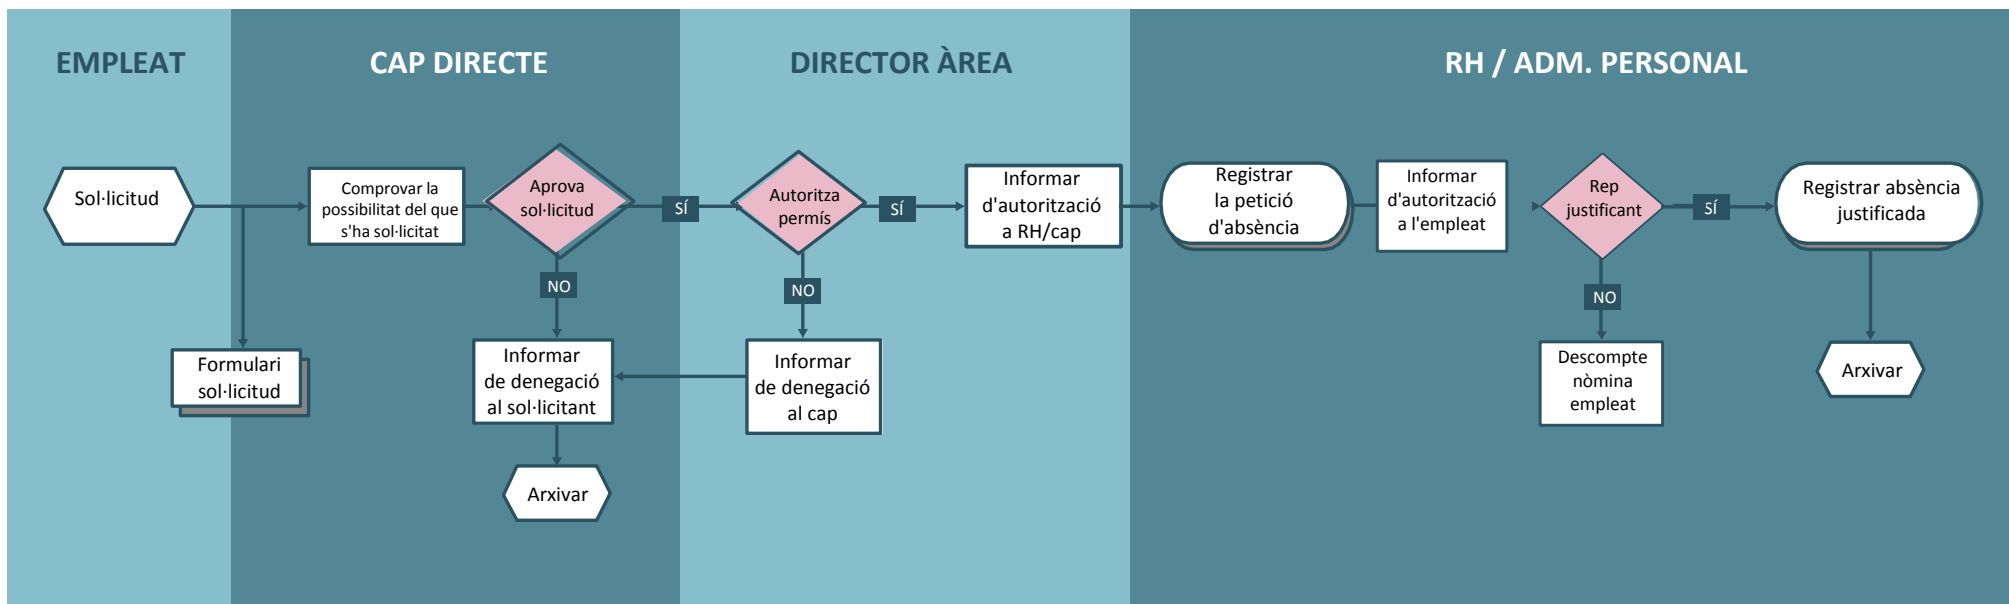 EMPLEAT
CAP DIRECTE
DIRECTOR ÀREA
RH / ADM. PERSONAL
Sol·licitud
Comprovar la
possibilitat del que
s'ha sol·licitat
Aprova
sol·licitud
SÍ
Autoritza
permís
SÍ
Informar
d'autorització
a RH/cap
Registrar
la petició
d'absència
Informar
d'autorització
a l'empleat
Rep
justificant
SÍ
Registrar absència
justificada
NO
NO
NO
Formulari
sol·licitud
Informar
de denegació
al sol·licitant
Informar
de denegació
al cap
Descompte
nòmina
empleat
Arxivar
Arxivar